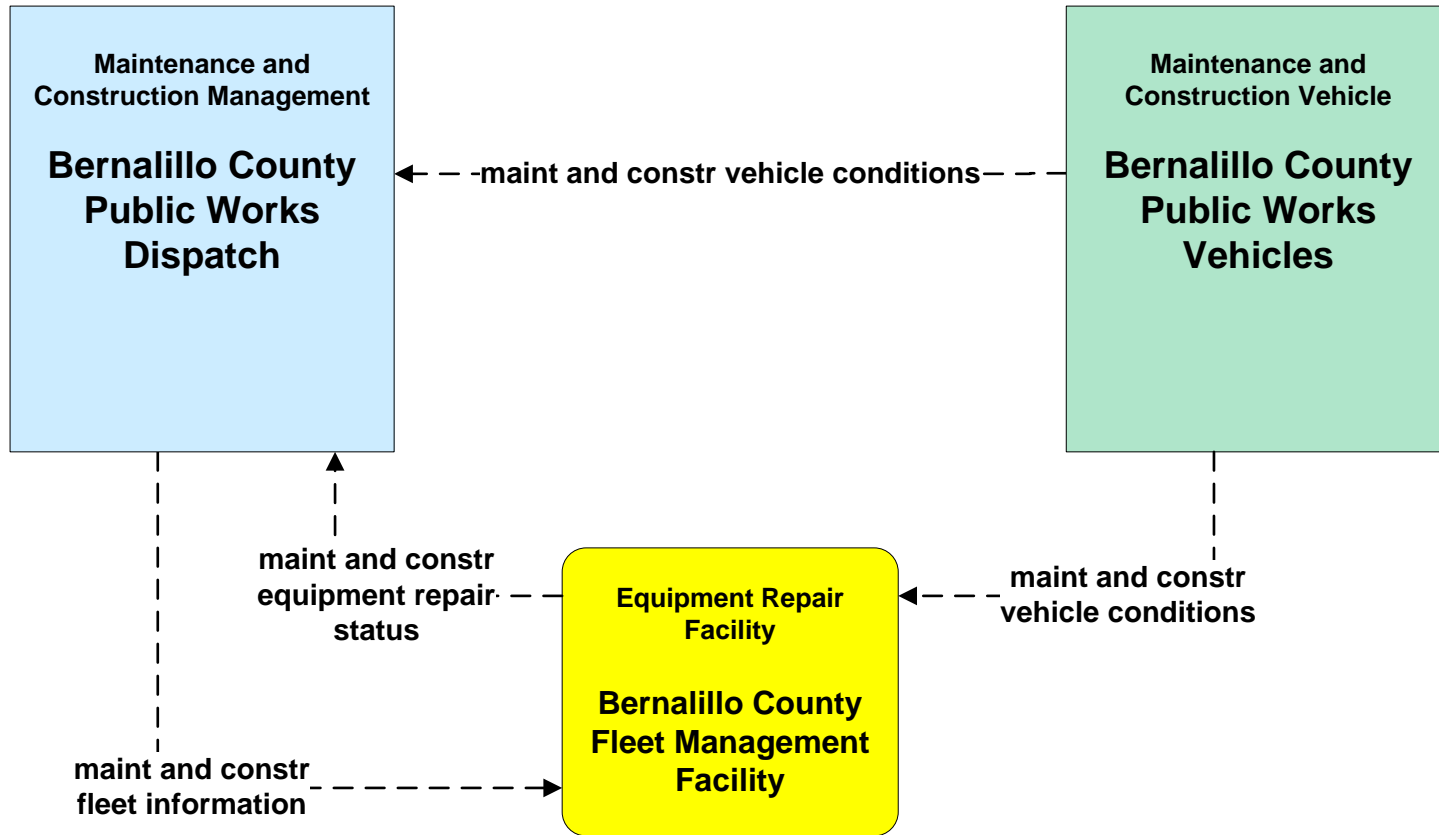 Maintenance and
Construction Management
Bernalillo County
Public Works
Dispatch
maint and constr vehicle conditions
Maintenance and
Construction Vehicle
Bernalillo County
Public Works
Vehicles
maint and constr
equipment repair
status
Equipment Repair
Facility
Bernalillo County
Fleet Management
Facility
maint and constr
vehicle conditions
maint and constr
fleet information